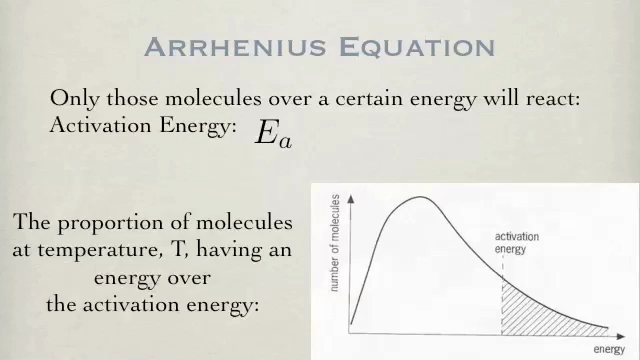 ARRHENIUS EQUATION
Only those molecules over a certain energy will react:
Activation Energy: Ea
The proportion of molecules
at temperature, T, having an
energy over
the activation energy:
number of molecules
activation
energy
energy